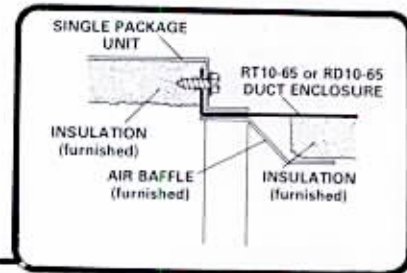 SINGLE PACKAGE
UNIT
RT10-65 or RD10-65
DUCT ENCLOSURE
INSULATION
(furnished)
AIR BAFFLE
(furnished)
INSULATION
(furnished)